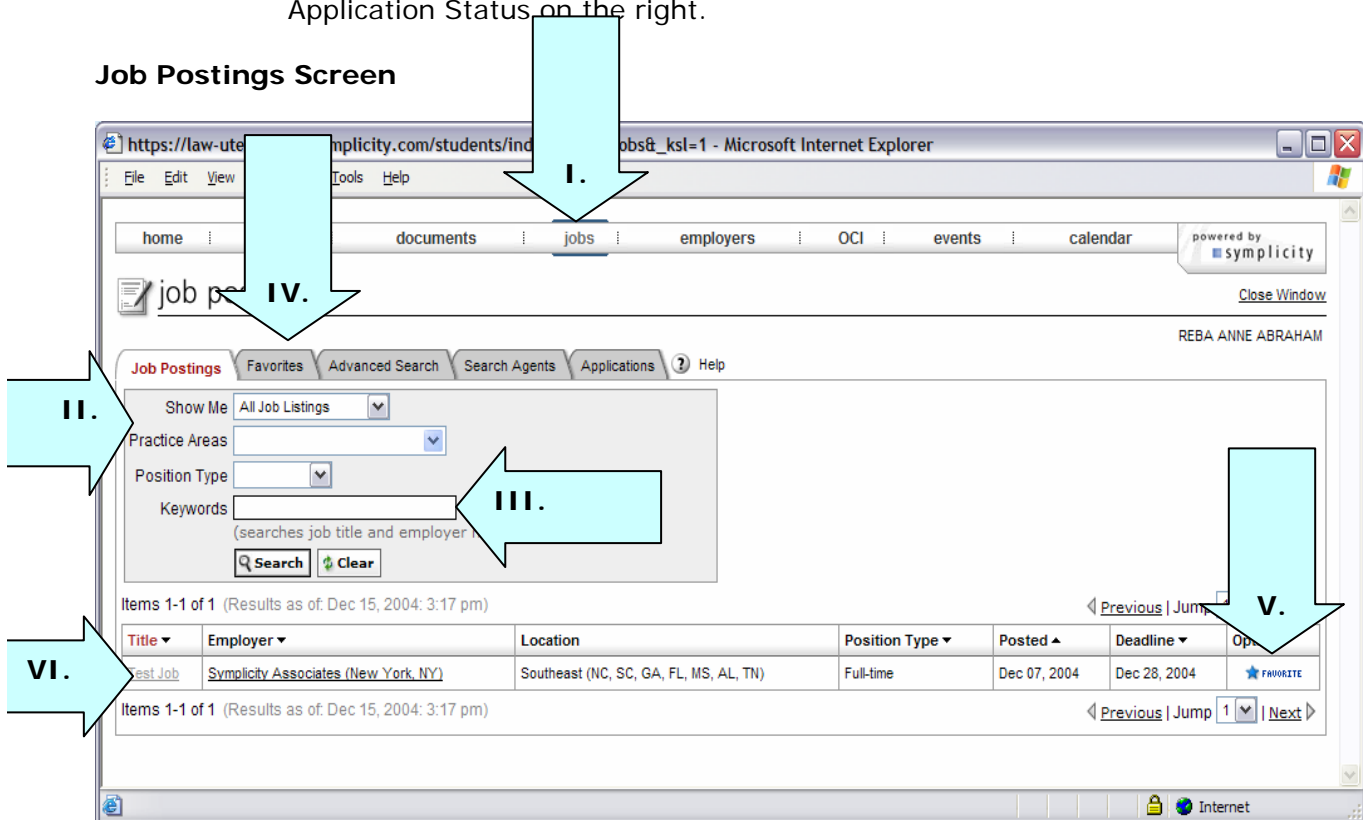 Application Status on the right.
Job Postings Screen
https://law-ute mplicity.com/students/ind obs&_ksl=1 - Microsoft Internet Explorer
I.
File Edit View Tools Help
home documents jobs employers OCI events calendar
powered by
symplicity
IV.
job po
Close Window
REBA ANNE ABRAHAM
Job Postings Favorites Advanced Search Search Agents Applications ? Help
II.
Show Me All Job Listings
Practice Areas
Position Type
III.
Keywords
(searches job title and employer
Search Clear
Items 1-1 of 1 (Results as of: Dec 15, 2004: 3:17 pm) Previous | Jump
V.
Title Employer Location Position Type Posted Deadline Op
VI.
Test Job Symplicity Associates (New York, NY) Southeast (NC, SC, GA, FL, MS, AL, TN) Full-time Dec 07, 2004 Dec 28, 2004 FAVORITE
Items 1-1 of 1 (Results as of: Dec 15, 2004: 3:17 pm) Previous | Jump 1 | Next
Internet